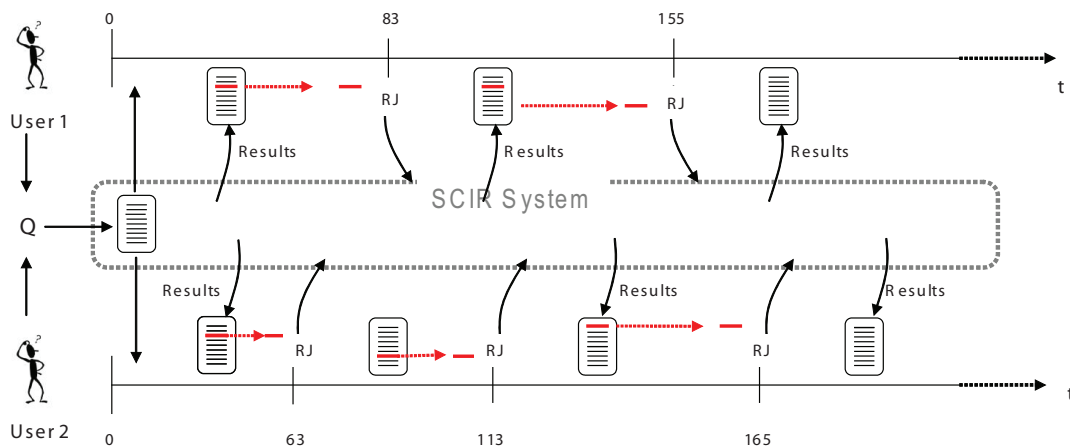 0 83 155
t
User 1
RJ RJ
Results Results Results
SCIR System
Q
Results Results Results
RJ RJ RJ
t
User 2
0 63 113 165